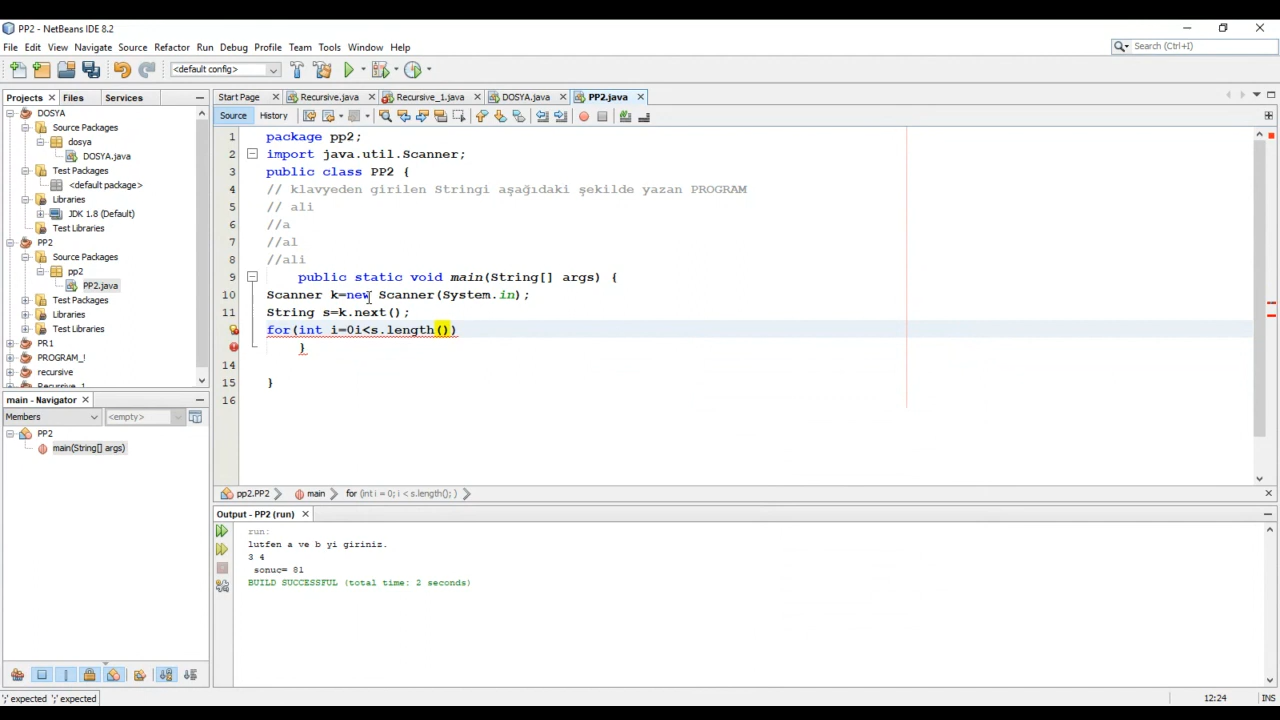 PP2 - NetBeans IDE 8.2
File Edit View Navigate Source Refactor Run Debug Profile Team Tools Window Help
Search (Ctrl+I)
<default config>
Projects Files Services
DOSYA
Source Packages
dosya
DOSYA.java
Test Packages
<default package>
Libraries
JDK 1.8 (Default)
Test Libraries
PP2
Source Packages
pp2
PP2.java
Test Packages
Libraries
Test Libraries
PR1
PROGRAM_!
recursive
Recursive_1
main - Navigator
Members <empty>
PP2
main(String[] args)
Start Page Recursive.java Recursive_1.java DOSYA.java PP2.java
Source History
1 package pp2;
2 import java.util.Scanner;
3 public class PP2 {
4 // klavyeden girilen Stringi aşağıdaki şekilde yazan PROGRAM
5 // ali
6 //a
7 //al
8 //ali
9 public static void main(String[] args) {
10 Scanner k=new Scanner(System.in);
11 String s=k.next();
for(int i=0i<s.length())
}
14
15 }
16
pp2.PP2 main for (int i = 0; i < s.length(); )
Output - PP2 (run)
run:
lutfen a ve b yi giriniz.
3 4
sonuc= 81
BUILD SUCCESSFUL (total time: 2 seconds)
';' expected ';' expected
12:24 INS